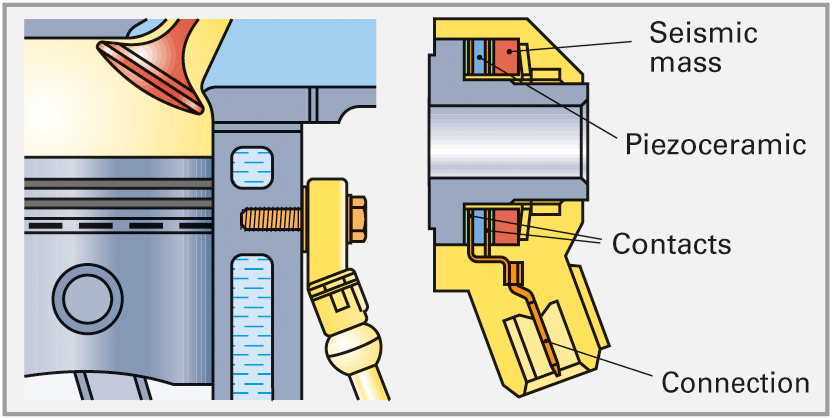 Seismic
mass
Piezoceramic
Contacts
Connection